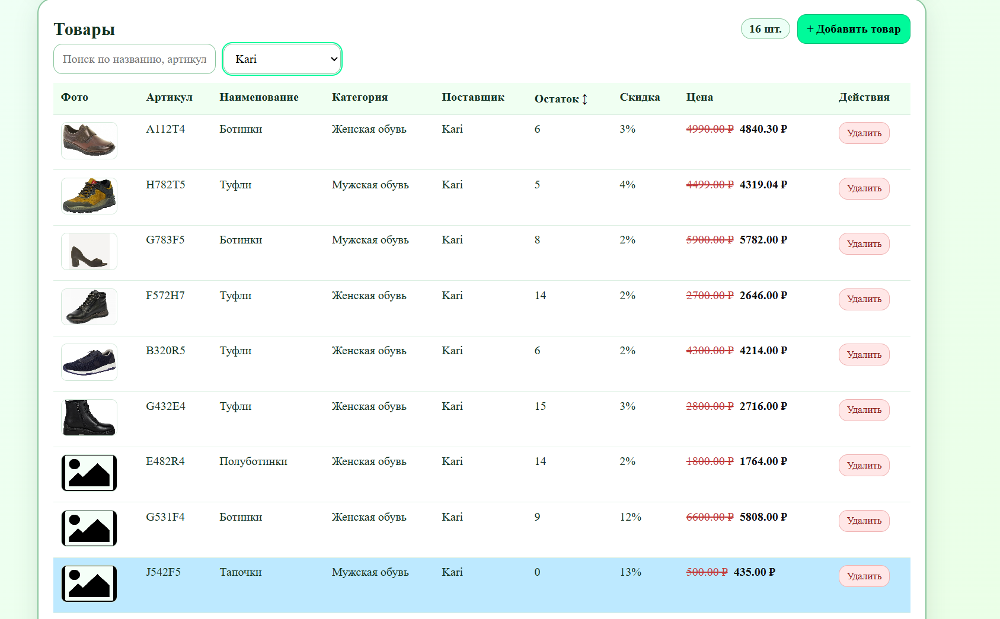 Товары
16 шт.
+ Добавить товар
Поиск по названию, артикул
Kari
Фото Артикул Наименование Категория Поставщик Остаток ↕ Скидка Цена Действия
A112T4 Ботинки Женская обувь Kari 6 3% 4990.00 ₽ 4840.30 ₽ Удалить
H782T5 Туфли Мужская обувь Kari 5 4% 4499.00 ₽ 4319.04 ₽ Удалить
G783F5 Ботинки Мужская обувь Kari 8 2% 5900.00 ₽ 5782.00 ₽ Удалить
F572H7 Туфли Женская обувь Kari 14 2% 2700.00 ₽ 2646.00 ₽ Удалить
B320R5 Туфли Женская обувь Kari 6 2% 4300.00 ₽ 4214.00 ₽ Удалить
G432E4 Туфли Женская обувь Kari 15 3% 2800.00 ₽ 2716.00 ₽ Удалить
E482R4 Полуботинки Женская обувь Kari 14 2% 1800.00 ₽ 1764.00 ₽ Удалить
G531F4 Ботинки Женская обувь Kari 9 12% 6600.00 ₽ 5808.00 ₽ Удалить
J542F5 Тапочки Мужская обувь Kari 0 13% 500.00 ₽ 435.00 ₽ Удалить